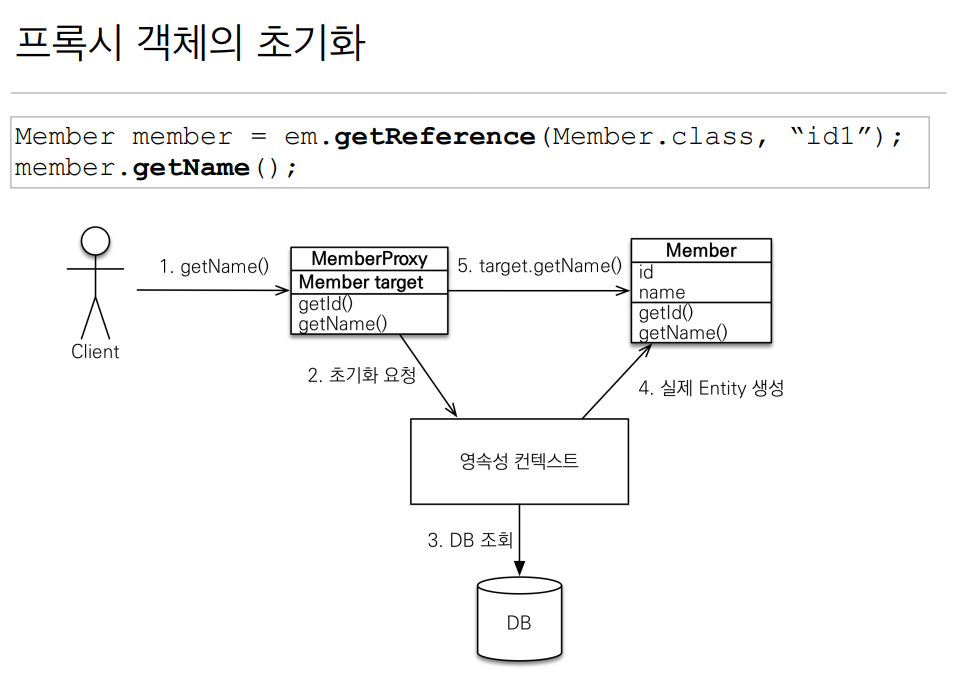 프록시 객체의 초기화
Member member = em.getReference(Member.class, “id1”);
member.getName();
1. getName()
MemberProxy
Member target
getId()
getName()
5. target.getName()
Member
id
name
getId()
getName()
Client
2. 초기화 요청
4. 실제 Entity 생성
영속성 컨텍스트
3. DB 조회
DB